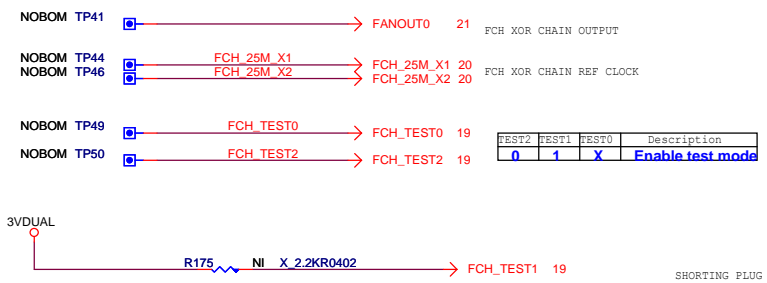 NOBOM TP41 FANOUT0 21 FCH XOR CHAIN OUTPUT
NOBOM TP44 FCH_25M_X1 FCH_25M_X1 20
NOBOM TP46 FCH_25M_X2 FCH_25M_X2 20 FCH XOR CHAIN REF CLOCK
NOBOM TP49 FCH_TEST0 FCH_TEST0 19
NOBOM TP50 FCH_TEST2 FCH_TEST2 19
TEST2 TEST1 TEST0 Description
0 1 X Enable test mode
3VDUAL
R175 NI X_2.2KR0402 FCH_TEST1 19
SHORTING PLUG